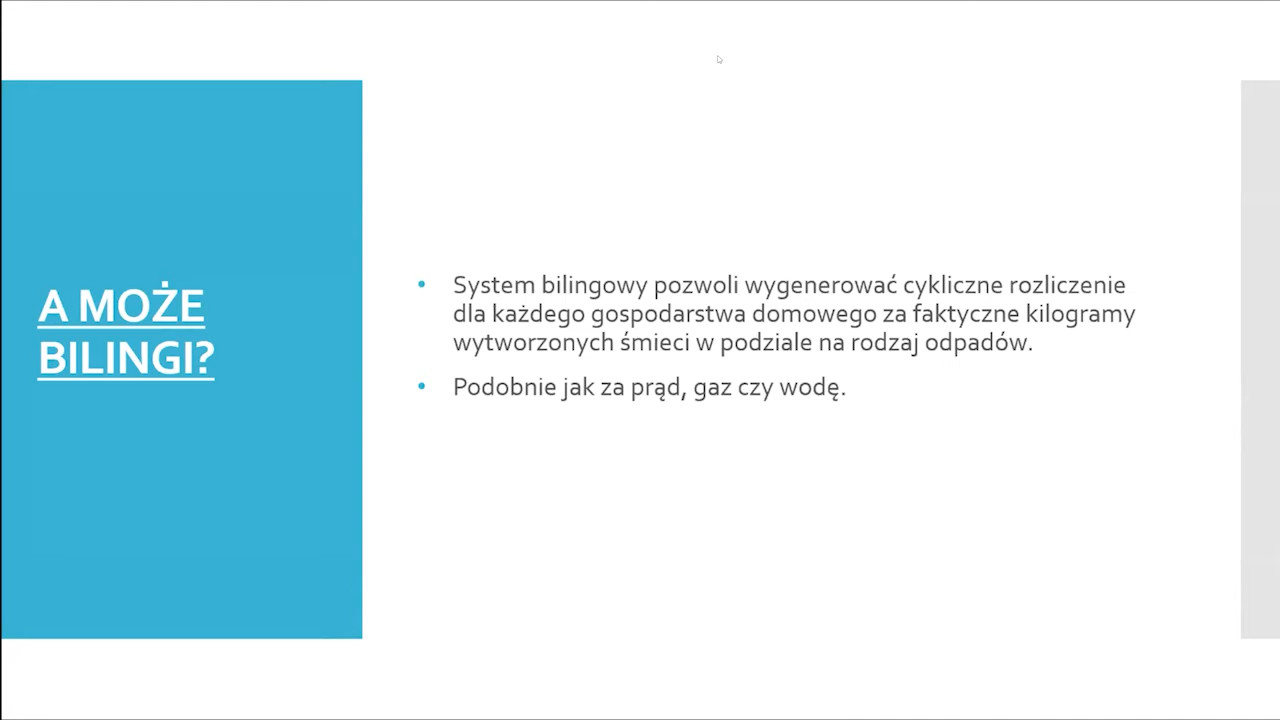 A MOŻE
BILINGI?
• System bilingowy pozwoli wygenerować cykliczne rozliczenie
dla każdego gospodarstwa domowego za faktyczne kilogramy
wytworzonych śmieci w podziale na rodzaj odpadów.
• Podobnie jak za prąd, gaz czy wodę.